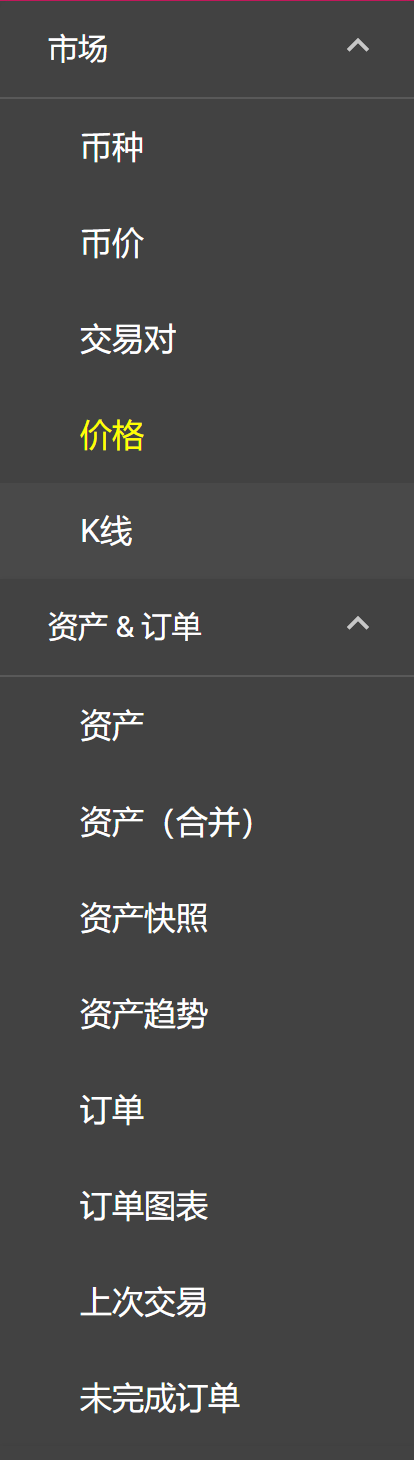 市场
币种
币价
交易对
价格
K线
资产 & 订单
资产
资产（合并）
资产快照
资产趋势
订单
订单图表
上次交易
未完成订单